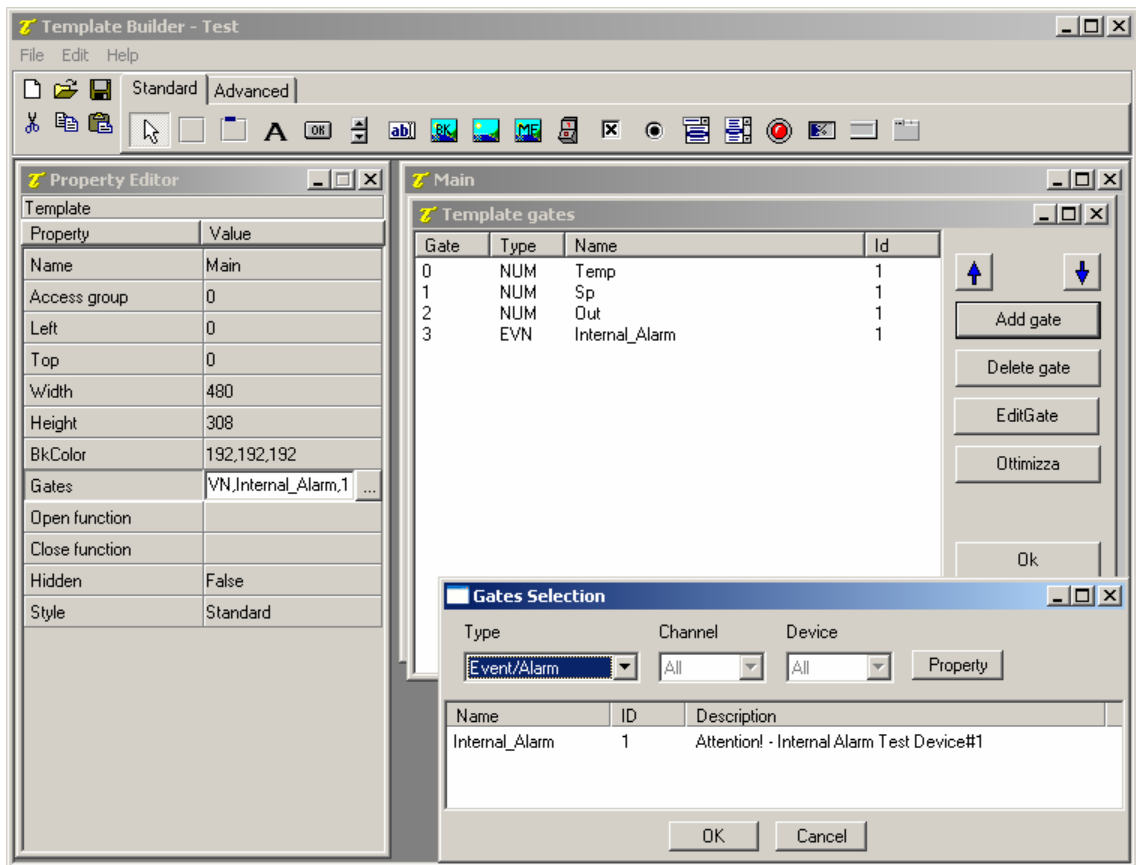 Template Builder - Test
File Edit Help
Standard Advanced
A OK ab BK ME
Property Editor
Template
Property Value
Name Main
Access group 0
Left 0
Top 0
Width 480
Height 308
BkColor 192,192,192
Gates VN,Internal_Alarm,1 ...
Open function
Close function
Hidden False
Style Standard
Main
Template gates
Gate Type Name Id
0 NUM Temp 1
1 NUM Sp 1
2 NUM Out 1
3 EVN Internal_Alarm 1
Add gate
Delete gate
EditGate
Ottimizza
Ok
Gates Selection
Type Channel Device
Event/Alarm All All Property
Name ID Description
Internal_Alarm 1 Attention! - Internal Alarm Test Device#1
OK Cancel